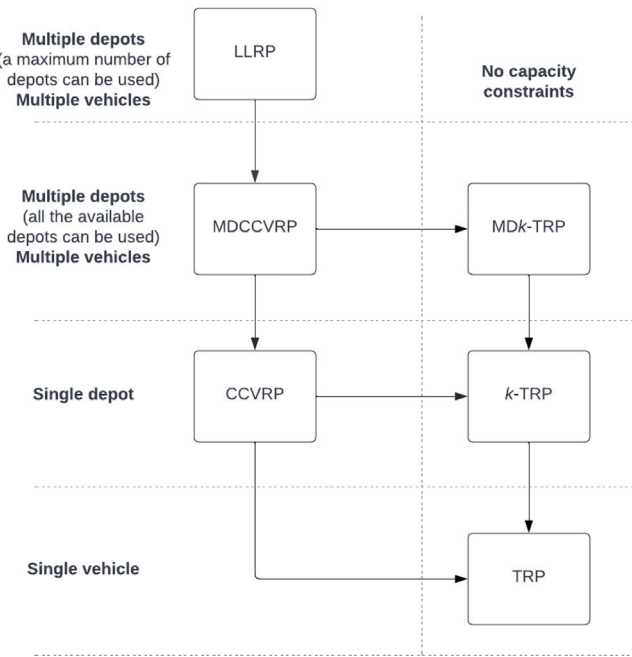 Multiple depots
(a maximum number of
depots can be used)
Multiple vehicles
LLRP
No capacity
constraints
Multiple depots
(all the available
depots can be used)
Multiple vehicles
MDCCVRP
MDk-TRP
Single depot
CCVRP
k-TRP
Single vehicle
TRP